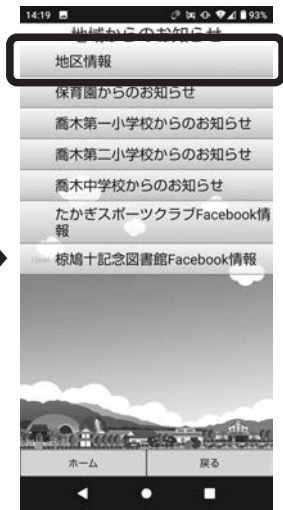 14:19 93%
地域からのお知らせ
地区情報
保育園からのお知らせ
喬木第一小学校からのお知らせ
喬木第二小学校からのお知らせ
喬木中学校からのお知らせ
たかぎスポーツクラブFacebook情
報
椋鳩十記念図書館Facebook情報
ホーム 戻る